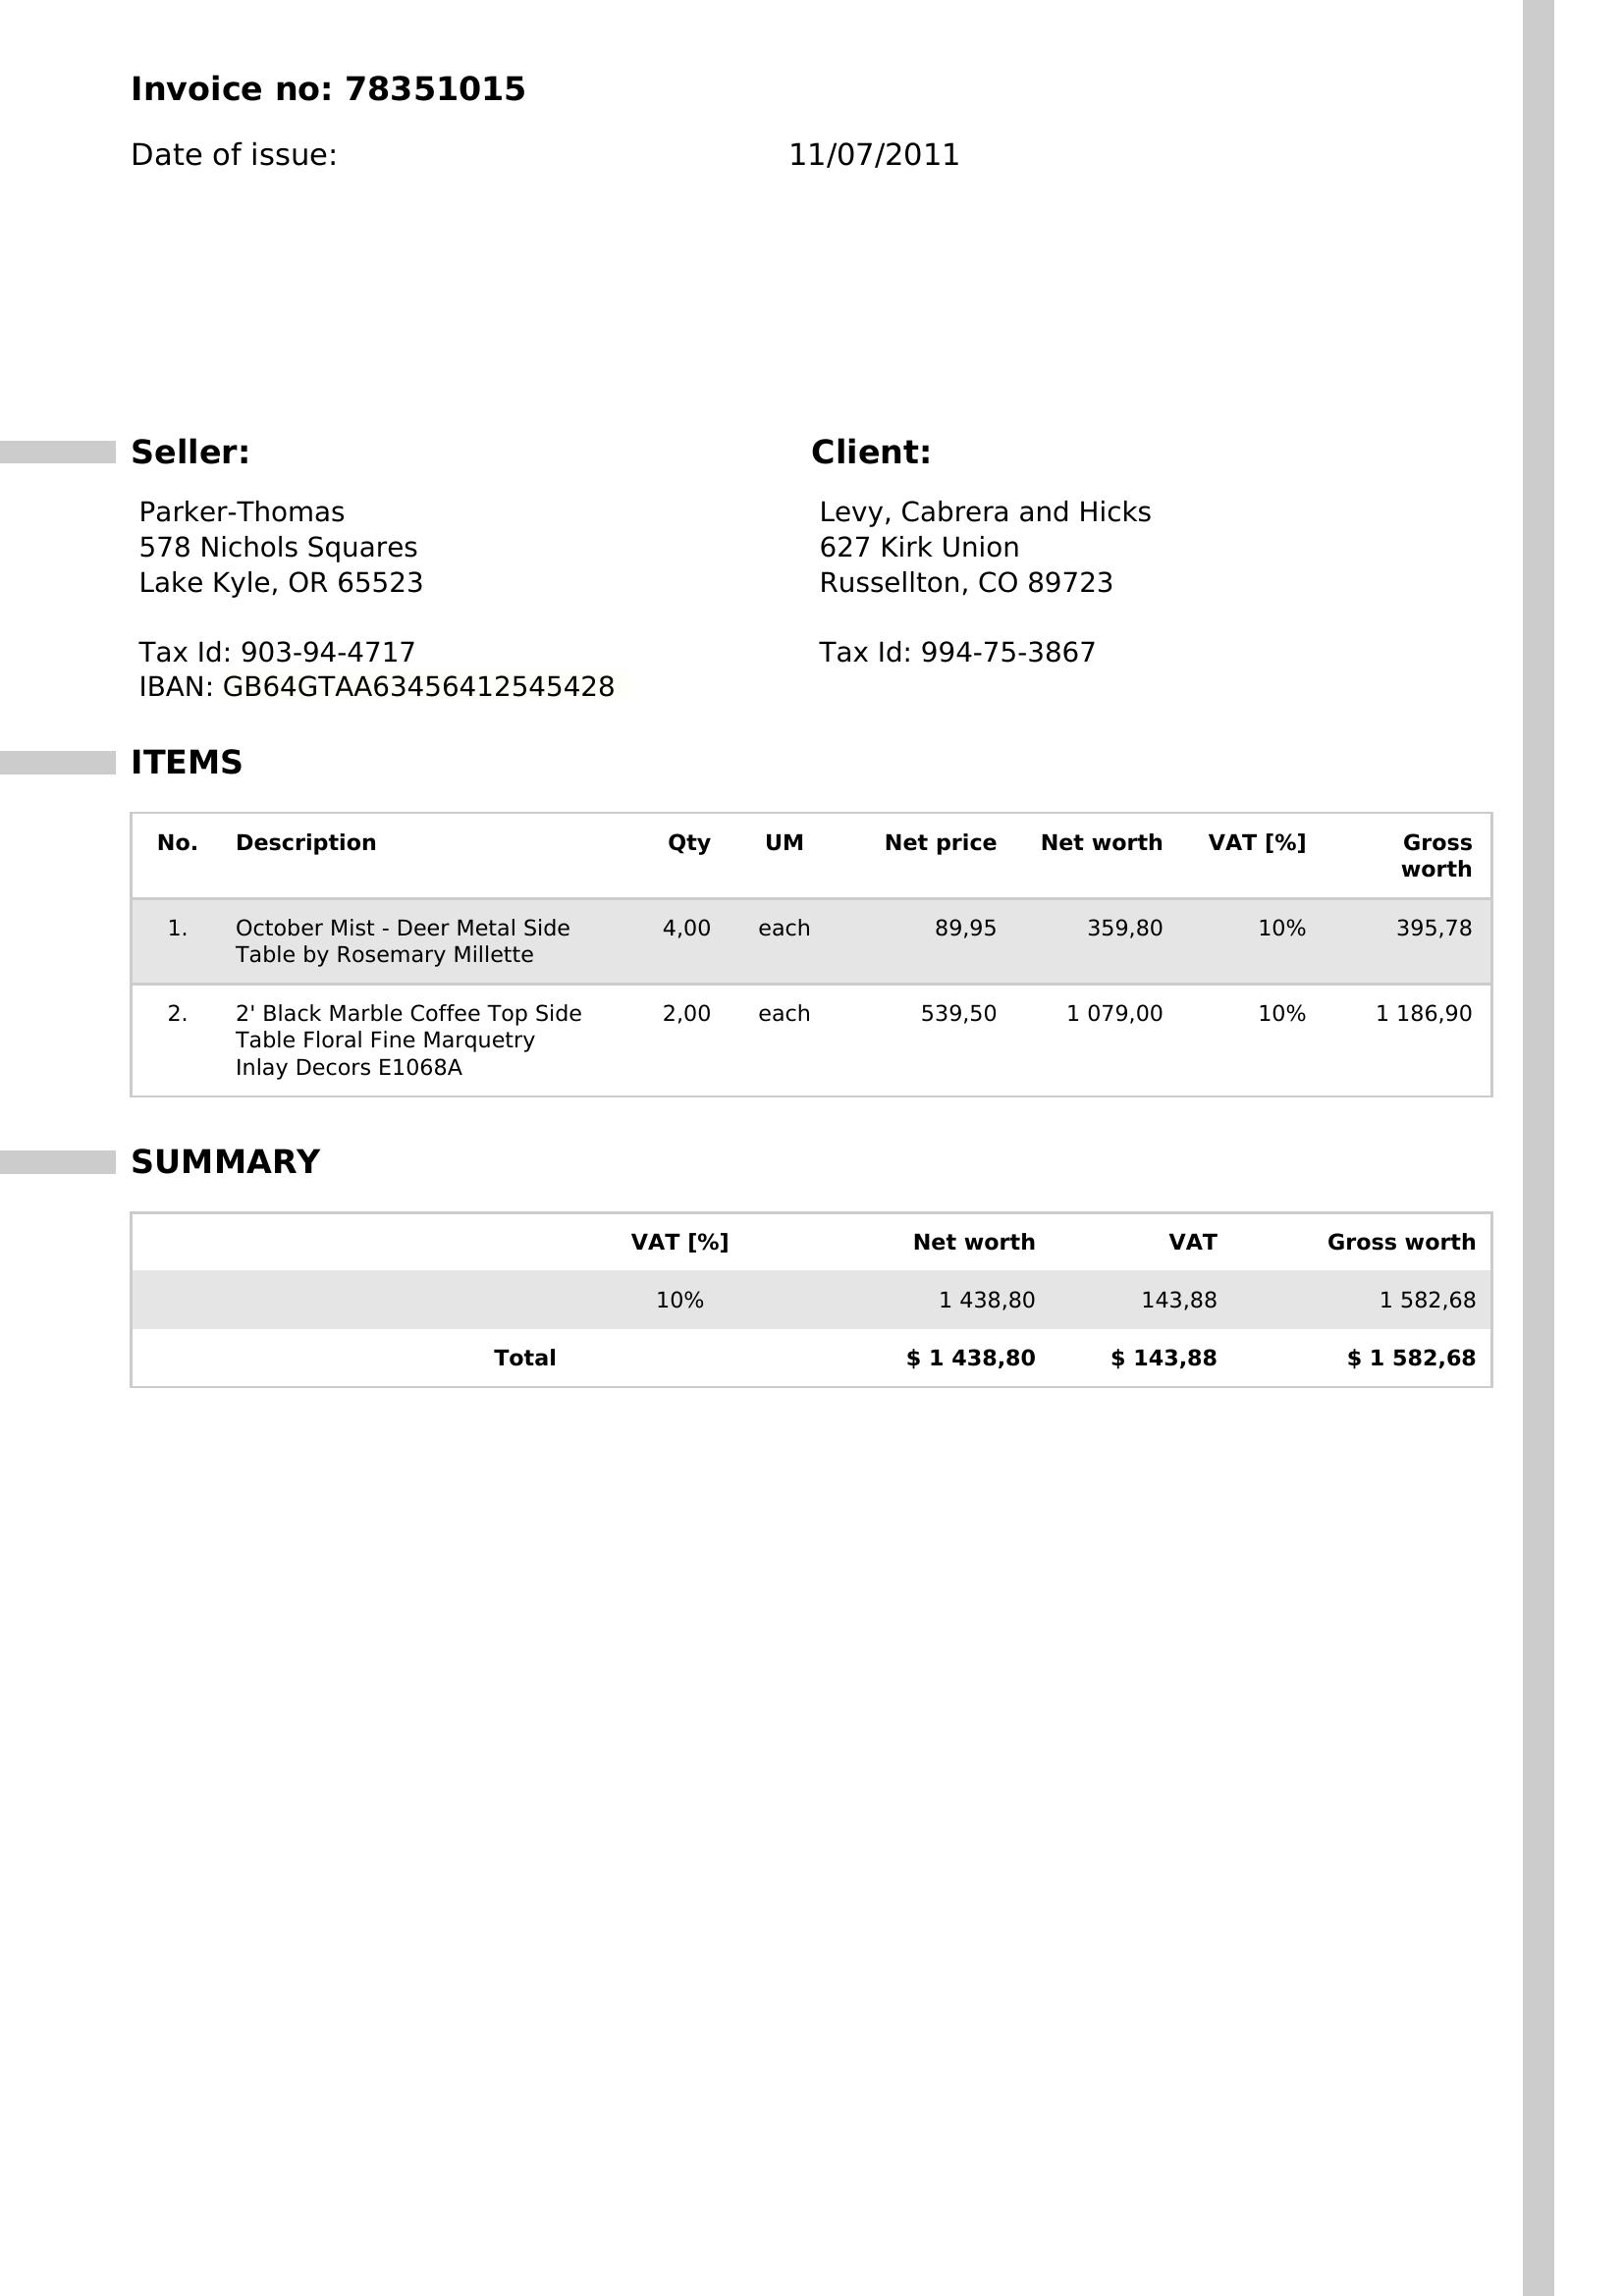 Invoice no: 78351015
Date of issue: 11/07/2011
Seller:
Parker-Thomas
578 Nichols Squares
Lake Kyle, OR 65523
Tax Id: 903-94-4717
IBAN: GB64GTAA63456412545428
Client:
Levy, Cabrera and Hicks
627 Kirk Union
Russellton, CO 89723
Tax Id: 994-75-3867
ITEMS
No. Description Qty UM Net price Net worth VAT [%] Gross
worth
1. October Mist - Deer Metal Side 4,00 each 89,95 359,80 10% 395,78
Table by Rosemary Millette
2. 2' Black Marble Coffee Top Side 2,00 each 539,50 1 079,00 10% 1 186,90
Table Floral Fine Marquetry
Inlay Decors E1068A
SUMMARY
VAT [%] Net worth VAT Gross worth
10% 1 438,80 143,88 1 582,68
Total $ 1 438,80 $ 143,88 $ 1 582,68